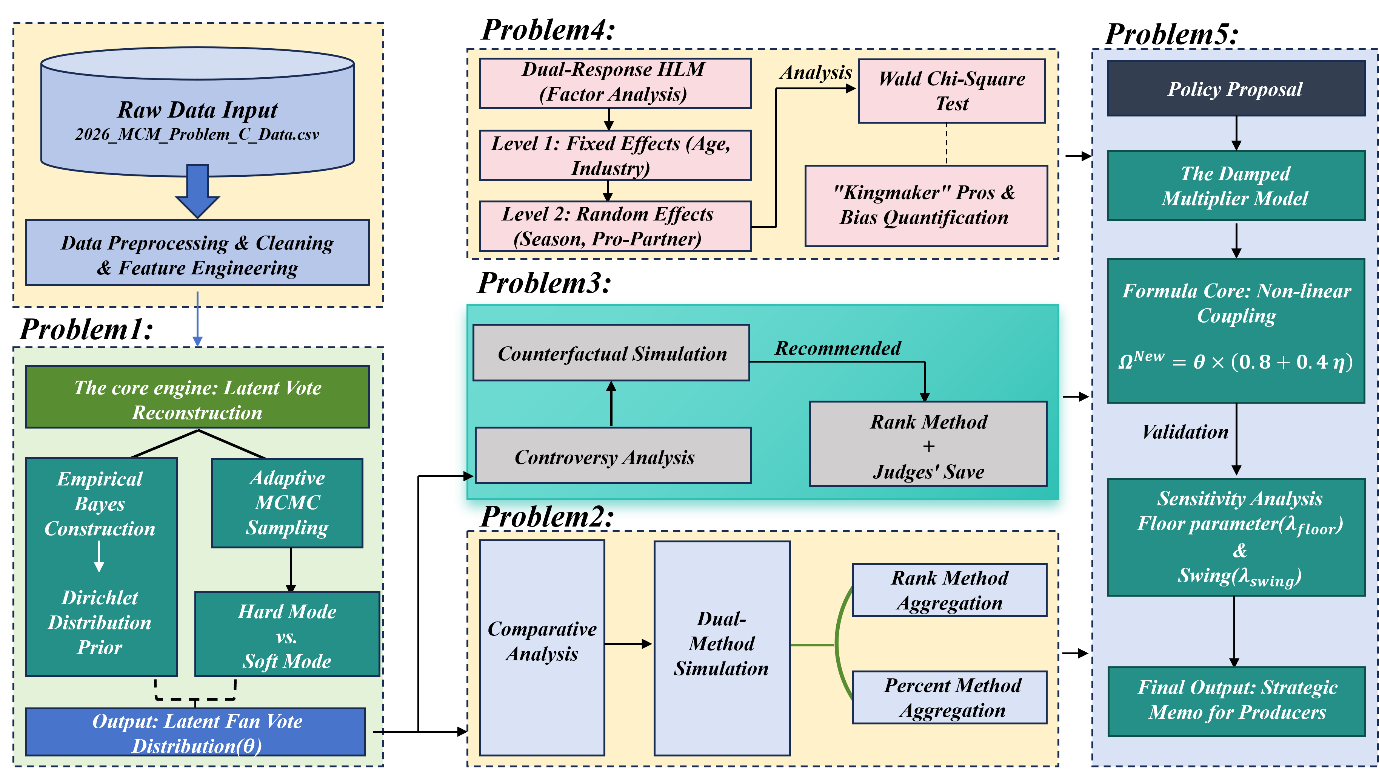 Raw Data Input
2026_MCM_Problem_C_Data.csv
Data Preprocessing & Cleaning
& Feature Engineering
Problem1:
The core engine: Latent Vote
Reconstruction
Empirical
Bayes
Construction
Dirichlet
Distribution
Prior
Adaptive
MCMC
Sampling
Hard Mode
vs.
Soft Mode
Output: Latent Fan Vote
Distribution(θ)
Problem4:
Dual-Response HLM
(Factor Analysis)
Level 1: Fixed Effects (Age,
Industry)
Level 2: Random Effects
(Season, Pro-Partner)
Analysis
Wald Chi-Square
Test
"Kingmaker" Pros &
Bias Quantification
Problem3:
Counterfactual Simulation
Controversy Analysis
Recommended
Rank Method
+
Judges' Save
Problem2:
Comparative
Analysis
Dual-
Method
Simulation
Rank Method
Aggregation
Percent Method
Aggregation
Problem5:
Policy Proposal
The Damped
Multiplier Model
Formula Core: Non-linear
Coupling
Ω^New = θ × (0.8 + 0.4 η)
Validation
Sensitivity Analysis
Floor parameter(λ_floor)
&
Swing(λ_swing)
Final Output: Strategic
Memo for Producers